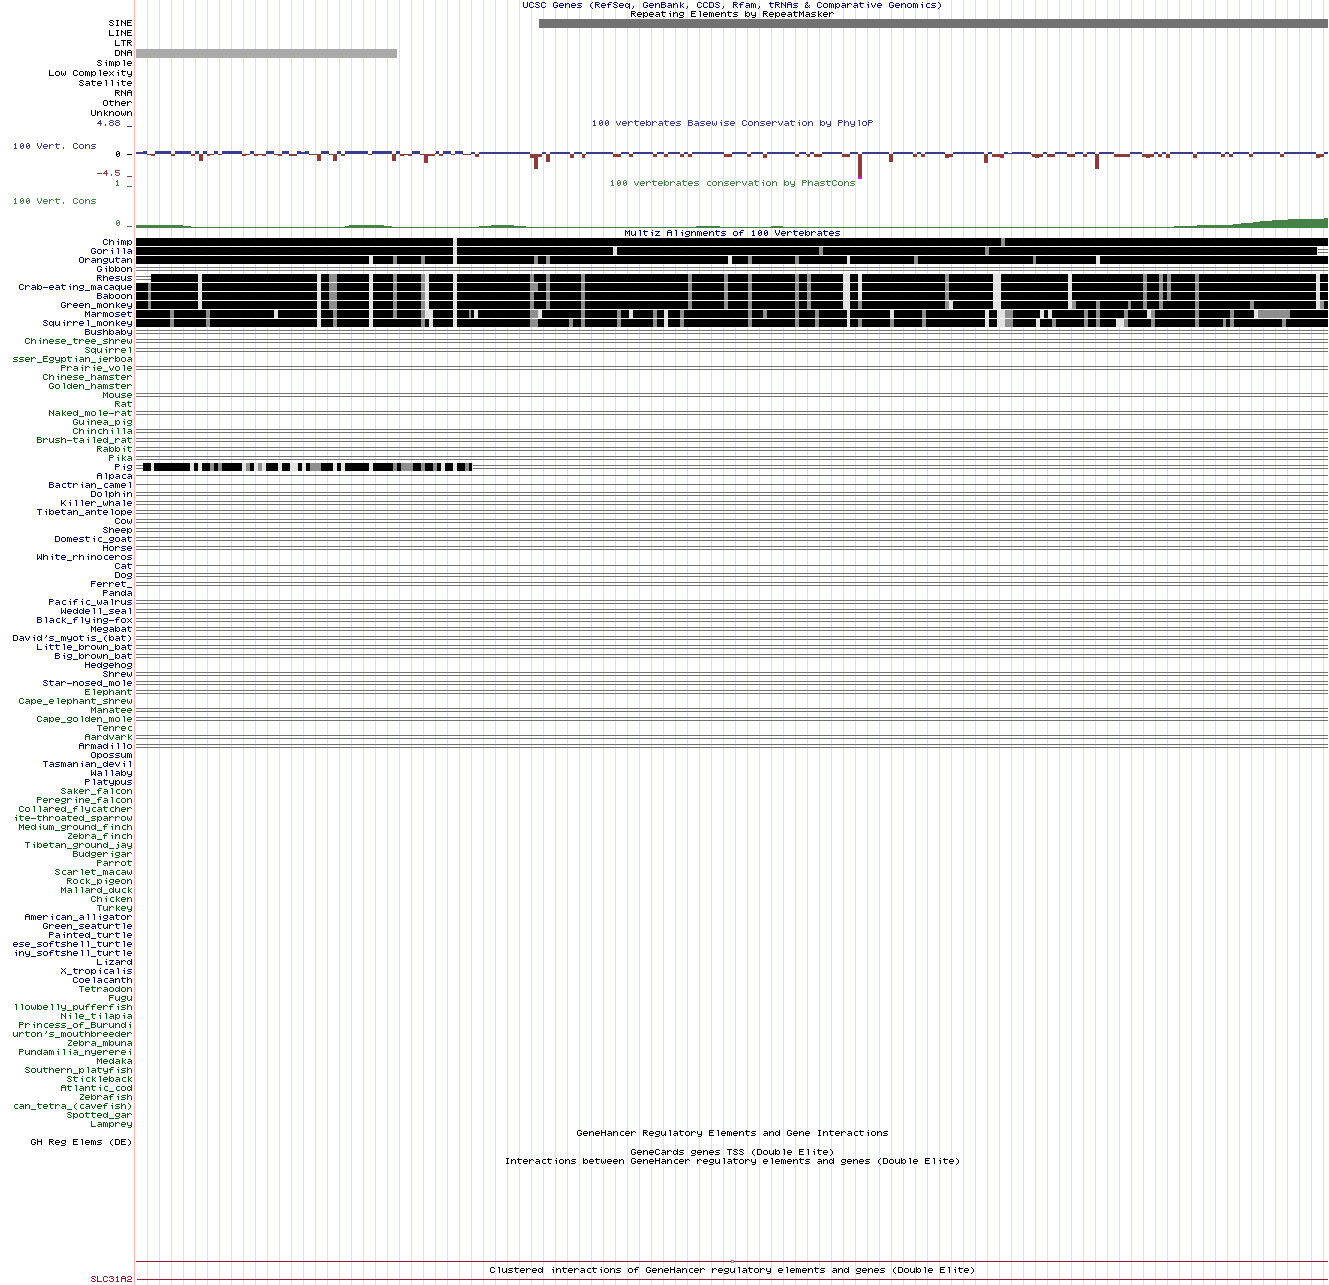 UCSC Genes (RefSeq, GenBank, CCDS, Rfam, tRNAs & Comparative Genomics)
Repeating Elements by RepeatMasker
SINE
LINE
LTR
DNA
Simple
Low Complexity
Satellite
RNA
Other
Unknown
100 vertebrates Basewise Conservation by PhyloP
4.88 _
100 Vert. Cons
0 _
-4.5 _
100 vertebrates conservation by PhastCons
1 _
100 Vert. Cons
0 _
Multiz Alignments of 100 Vertebrates
Chimp
Gorilla
Orangutan
Gibbon
Rhesus
Crab-eating_macaque
Baboon
Green_monkey
Marmoset
Squirrel_monkey
Bushbaby
Chinese_tree_shrew
Squirrel
sser_Egyptian_jerboa
Prairie_vole
Chinese_hamster
Golden_hamster
Mouse
Rat
Naked_mole-rat
Guinea_pig
Chinchilla
Brush-tailed_rat
Rabbit
Pika
Pig
Alpaca
Bactrian_camel
Dolphin
Killer_whale
Tibetan_antelope
Cow
Sheep
Domestic_goat
Horse
White_rhinoceros
Cat
Dog
Ferret_
Panda
Pacific_walrus
Weddell_seal
Black_flying-fox
Megabat
David's_myotis_(bat)
Little_brown_bat
Big_brown_bat
Hedgehog
Shrew
Star-nosed_mole
Elephant
Cape_elephant_shrew
Manatee
Cape_golden_mole
Tenrec
Aardvark
Armadillo
Opossum
Tasmanian_devil
Wallaby
Platypus
Saker_falcon
Peregrine_falcon
Collared_flycatcher
ite-throated_sparrow
Medium_ground_finch
Zebra_finch
Tibetan_ground_jay
Budgerigar
Parrot
Scarlet_macaw
Rock_pigeon
Mallard_duck
Chicken
Turkey
American_alligator
Green_seaturtle
Painted_turtle
ese_softshell_turtle
iny_softshell_turtle
Lizard
X_tropicalis
Coelacanth
Tetraodon
Fugu
llowbelly_pufferfish
Nile_tilapia
Princess_of_Burundi
urton's_mouthbreeder
Zebra_mbuna
Pundamilia_nyererei
Medaka
Southern_platyfish
Stickleback
Atlantic_cod
Zebrafish
can_tetra_(cavefish)
Spotted_gar
Lamprey
GeneHancer Regulatory Elements and Gene Interactions
GH Reg Elems (DE)
GeneCards genes TSS (Double Elite)
Interactions between GeneHancer regulatory elements and genes (Double Elite)
Clustered interactions of GeneHancer regulatory elements and genes (Double Elite)
SLC31A2